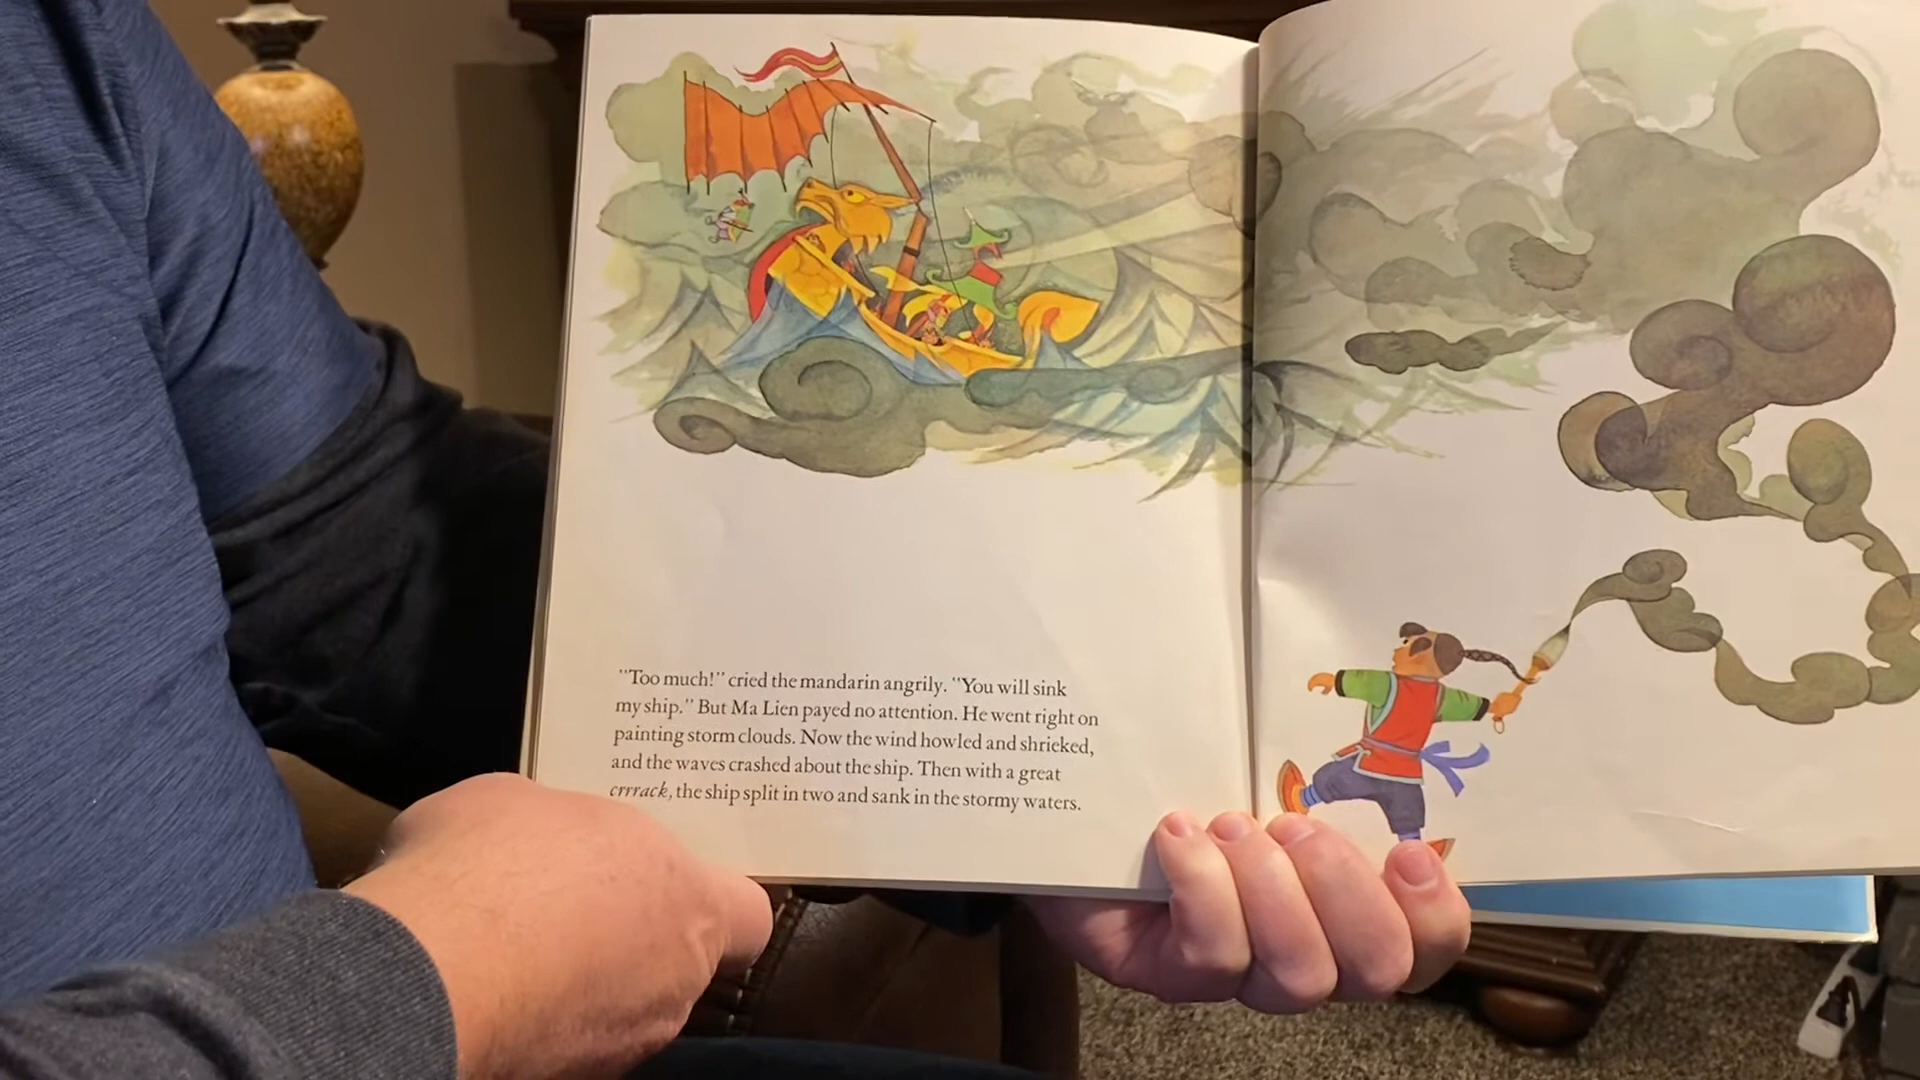 "Too much!" cried the mandarin angrily. "You will sink
my ship." But Ma Lien payed no attention. He went right on
painting storm clouds. Now the wind howled and shrieked,
and the waves crashed about the ship. Then with a great
crrrack, the ship split in two and sank in the stormy waters.